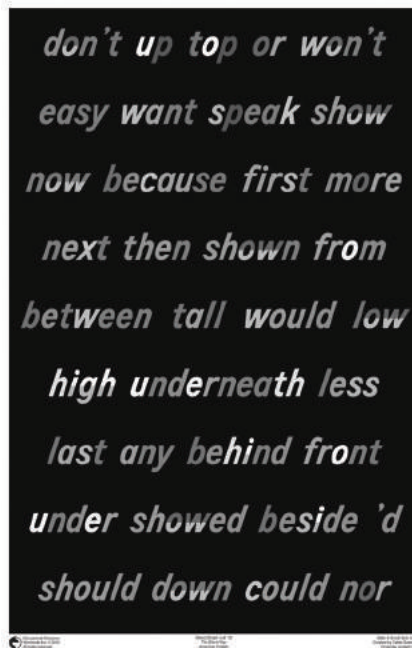 don't up top or won't
easy want speak show
now because first more
next then shown from
between tall would low
high underneath less
last any behind front
under showed beside 'd
should down could nor